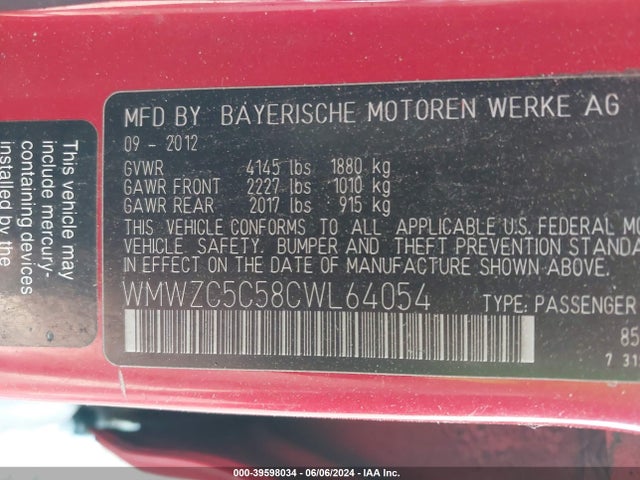 MFD BY BAYERISCHE MOTOREN WERKE AG
09 - 2012
GVWR 4145 lbs 1880 kg
GAWR FRONT 2227 lbs 1010 kg
GAWR REAR 2017 lbs 915 kg
THIS VEHICLE CONFORMS TO ALL APPLICABLE U.S. FEDERAL MO
VEHICLE SAFETY, BUMPER AND THEFT PREVENTION STANDA
IN EFFECT ON THE DATE OF MANUFACTURE SHOWN ABOVE.
WMWZC5C58CWL64054 TYPE: PASSENGER
85
7 31
This vehicle may
include mercury-
containing devices
installed by the
000-39598034 - 06/06/2024 - IAA Inc.